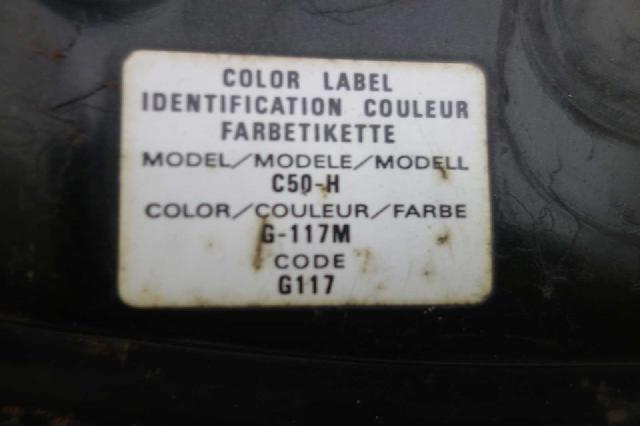 COLOR LABEL
IDENTIFICATION COULEUR
FARBETIKETTE
MODEL/MODELE/MODELL
C50-H
COLOR/COULEUR/FARBE
G-117M
CODE
G117